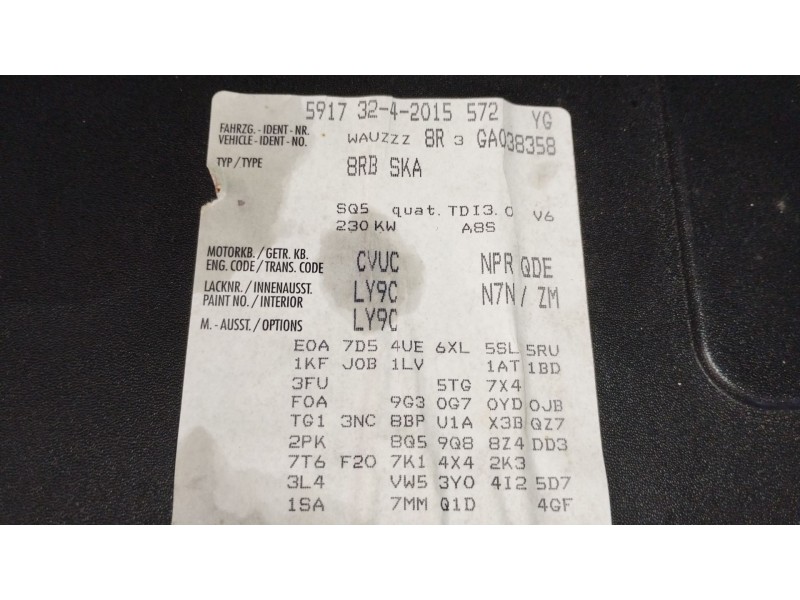 5917 32-4-2015 572 YG
FAHRZG.-IDENT-NR.
VEHICLE-IDENT-NO. WAUZZZ 8R 3 GA038358
TYP/TYPE 8RB SKA
SQ5 quat.TDI3.0 V6
230 KW A8S
MOTORKB./GETR. KB.
ENG. CODE/TRANS. CODE CVUC NPR QDE
LACKNR./INNENAUSST.
PAINT NO./INTERIOR LY9C N7N/ZM
M.-AUSST./OPTIONS LY9C
E0A 7D5 4UE 6XL 5SL 5RU
1KF J0B 1LV 1AT 1BD
3FU 5TG 7X4
F0A 9G3 0G7 0YD 0JB
TG1 3NC 8BP U1A X3B QZ7
2PK 8Q5 9Q8 8Z4 DD3
7T6 F20 7K1 4X4 2K3
3L4 VW5 3Y0 4I2 5D7
1SA 7MM Q1D 4GF